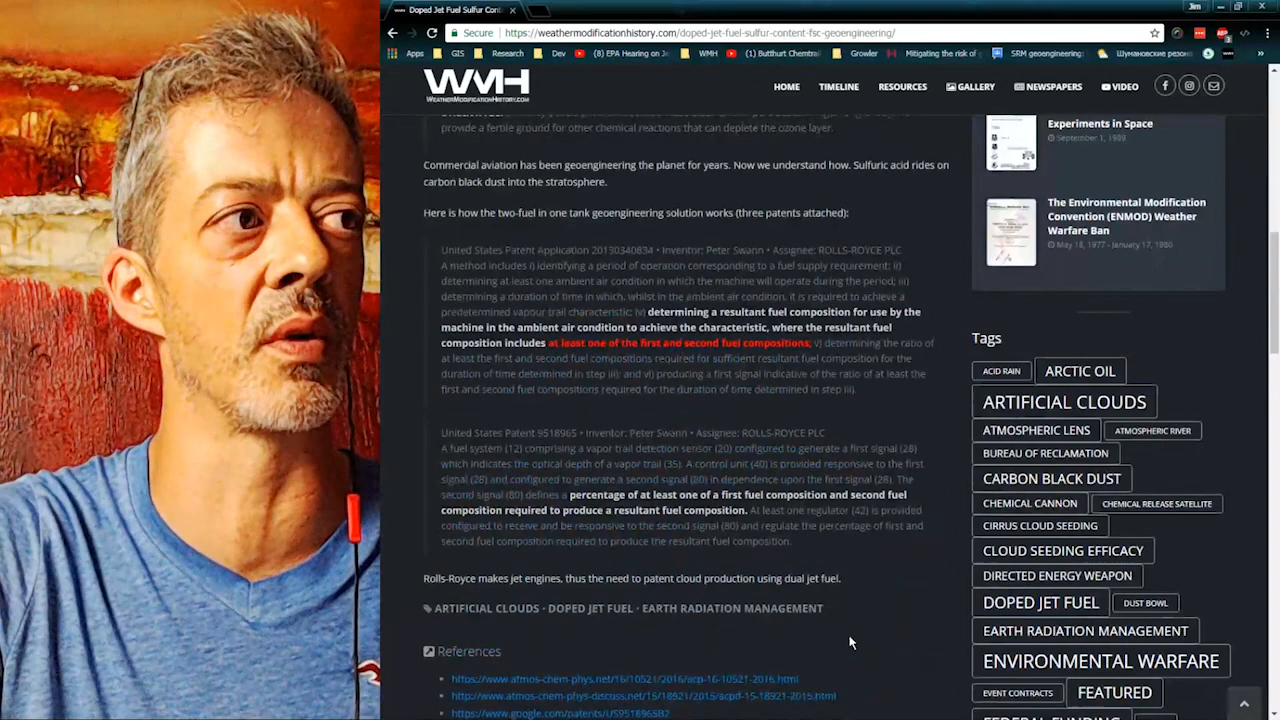 Doped Jet Fuel Sulfur Cont
Jim
Secure
https://weathermodificationhistory.com/doped-jet-fuel-sulfur-content-fsc-geoengineering/
Apps
GIS
Research
Dev
(8) EPA Hearing on Je
WMH
(1) Butthurt Chemtrai
Growler
Mitigating the risk of g
SRM geoengineering:
Шумановские резона
WMH
WEATHERMODIFICATIONHISTORY.COM
HOME
TIMELINE
RESOURCES
GALLERY
NEWSPAPERS
VIDEO
provide a fertile ground for other chemical reactions that can deplete the ozone layer.
Commercial aviation has been geoengineering the planet for years. Now we understand how. Sulfuric acid rides on
carbon black dust into the stratosphere.
Here is how the two-fuel in one tank geoengineering solution works (three patents attached):
United States Patent Application 20130340834 • Inventor: Peter Swann • Assignee: ROLLS-ROYCE PLC
A method includes i) identifying a period of operation corresponding to a fuel supply requirement; ii)
determining at least one ambient air condition in which the machine will operate during the period; iii)
determining a duration of time in which, whilst in the ambient air condition, it is required to achieve a
predetermined vapour trail characteristic; iv) determining a resultant fuel composition for use by the
machine in the ambient air condition to achieve the characteristic, where the resultant fuel
composition includes at least one of the first and second fuel compositions; v) determining the ratio of
at least the first and second fuel compositions required for sufficient resultant fuel composition for the
duration of time determined in step iii); and vi) producing a first signal indicative of the ratio of at least the
first and second fuel compositions required for the duration of time determined in step iii).
United States Patent 9518965 • Inventor: Peter Swann • Assignee: ROLLS-ROYCE PLC
A fuel system (12) comprising a vapor trail detection sensor (20) configured to generate a first signal (28)
which indicates the optical depth of a vapor trail (35). A control unit (40) is provided responsive to the first
signal (28) and configured to generate a second signal (80) in dependence upon the first signal (28). The
second signal (80) defines a percentage of at least one of a first fuel composition and second fuel
composition required to produce a resultant fuel composition. At least one regulator (42) is provided
configured to receive and be responsive to the second signal (80) and regulate the percentage of first and
second fuel composition required to produce the resultant fuel composition.
Rolls-Royce makes jet engines, thus the need to patent cloud production using dual jet fuel.
ARTIFICIAL CLOUDS · DOPED JET FUEL · EARTH RADIATION MANAGEMENT
References
https://www.atmos-chem-phys.net/16/10521/2016/acp-16-10521-2016.html
http://www.atmos-chem-phys-discuss.net/15/18921/2015/acpd-15-18921-2015.html
https://www.google.com/patents/US9518965B2
Experiments in Space
September 1, 1989
The Environmental Modification
Convention (ENMOD) Weather
Warfare Ban
May 18, 1977 - January 17, 1980
Tags
ACID RAIN
ARCTIC OIL
ARTIFICIAL CLOUDS
ATMOSPHERIC LENS
ATMOSPHERIC RIVER
BUREAU OF RECLAMATION
CARBON BLACK DUST
CHEMICAL CANNON
CHEMICAL RELEASE SATELLITE
CIRRUS CLOUD SEEDING
CLOUD SEEDING EFFICACY
DIRECTED ENERGY WEAPON
DOPED JET FUEL
DUST BOWL
EARTH RADIATION MANAGEMENT
ENVIRONMENTAL WARFARE
EVENT CONTRACTS
FEATURED
FEDERAL FUNDING